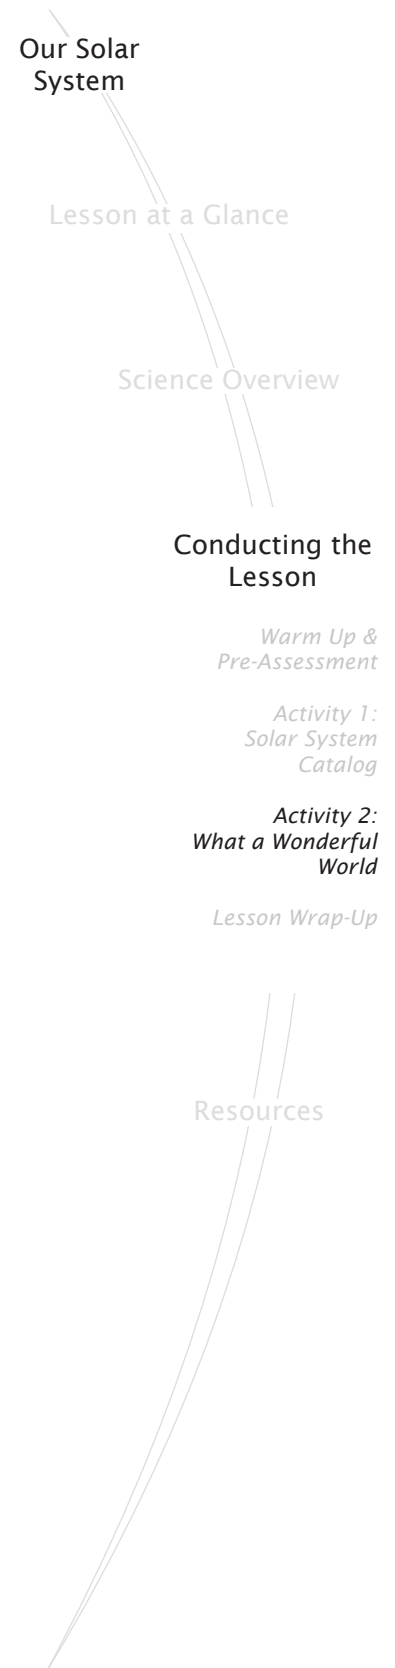 Our Solar
System
Lesson at a Glance
Science Overview
Conducting the
Lesson
Warm Up &
Pre-Assessment
Activity 1:
Solar System
Catalog
Activity 2:
What a Wonderful
World
Lesson Wrap-Up
Resources